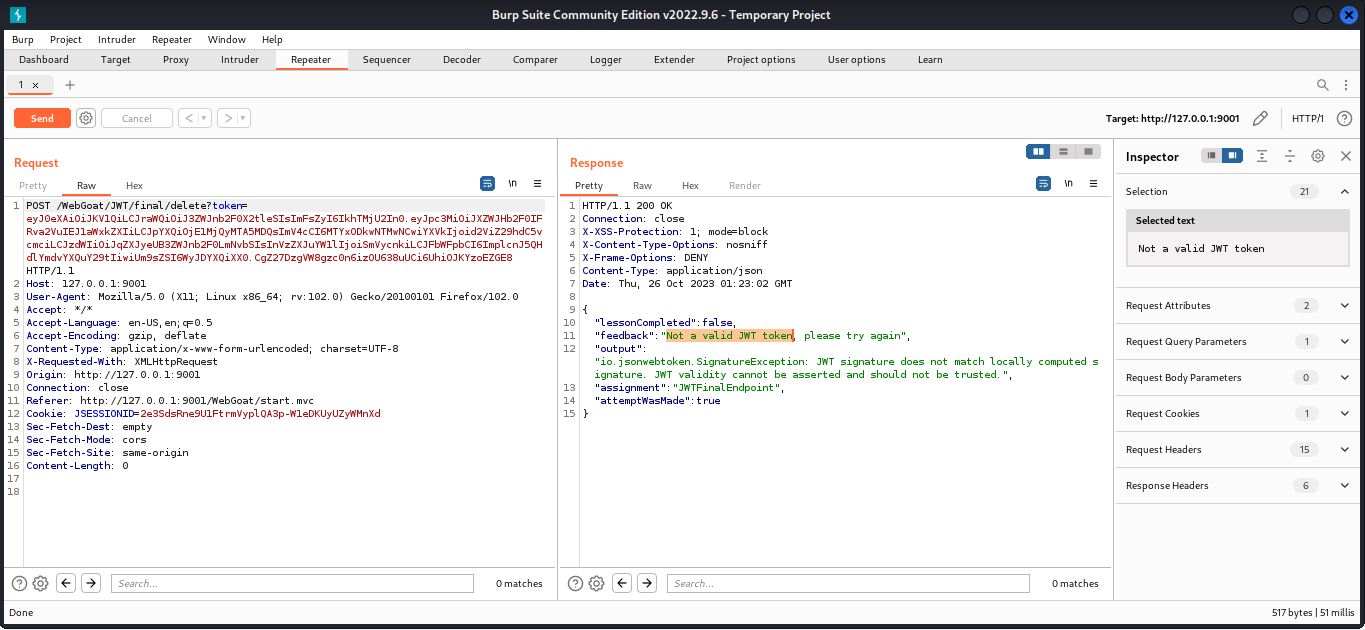 Burp Suite Community Edition v2022.9.6 - Temporary Project
Burp Project Intruder Repeater Window Help
Dashboard Target Proxy Intruder Repeater Sequencer Decoder Comparer Logger Extender Project options User options Learn
1 × +
Send Cancel < > Target: http://127.0.0.1:9001 HTTP/1 ?
Request
Pretty Raw Hex \n
1 POST /WebGoat/JWT/final/delete?token=
HTTP/1.1
2 Host: 127.0.0.1:9001
3 User-Agent: Mozilla/5.0 (X11; Linux x86_64; rv:102.0) Gecko/20100101 Firefox/102.0
4 Accept: */*
5 Accept-Language: en-US,en;q=0.5
6 Accept-Encoding: gzip, deflate
7 Content-Type: application/x-www-form-urlencoded; charset=UTF-8
8 X-Requested-With: XMLHttpRequest
9 Origin: http://127.0.0.1:9001
10 Connection: close
11 Referer: http://127.0.0.1:9001/WebGoat/start.mvc
12 Cookie: JSESSIONID=
13 Sec-Fetch-Dest: empty
14 Sec-Fetch-Mode: cors
15 Sec-Fetch-Site: same-origin
16 Content-Length: 0
17
18
? Search... 0 matches
Response
Pretty Raw Hex Render \n
1 HTTP/1.1 200 OK
2 Connection: close
3 X-XSS-Protection: 1; mode=block
4 X-Content-Type-Options: nosniff
5 X-Frame-Options: DENY
6 Content-Type: application/json
7 Date: Thu, 26 Oct 2023 01:23:02 GMT
8
9 {
10 "lessonCompleted":false,
11 "feedback":"Not a valid JWT token, please try again",
12 "output":
"io.jsonwebtoken.SignatureException: JWT signature does not match locally computed s
ignature. JWT validity cannot be asserted and should not be trusted.",
13 "assignment":"JWTFinalEndpoint",
14 "attemptWasMade":true
15 }
? Search... 0 matches
Inspector
Selection 21
Selected text
Not a valid JWT token
Request Attributes 2
Request Query Parameters 1
Request Body Parameters 0
Request Cookies 1
Request Headers 15
Response Headers 6
Done 517 bytes | 51 millis